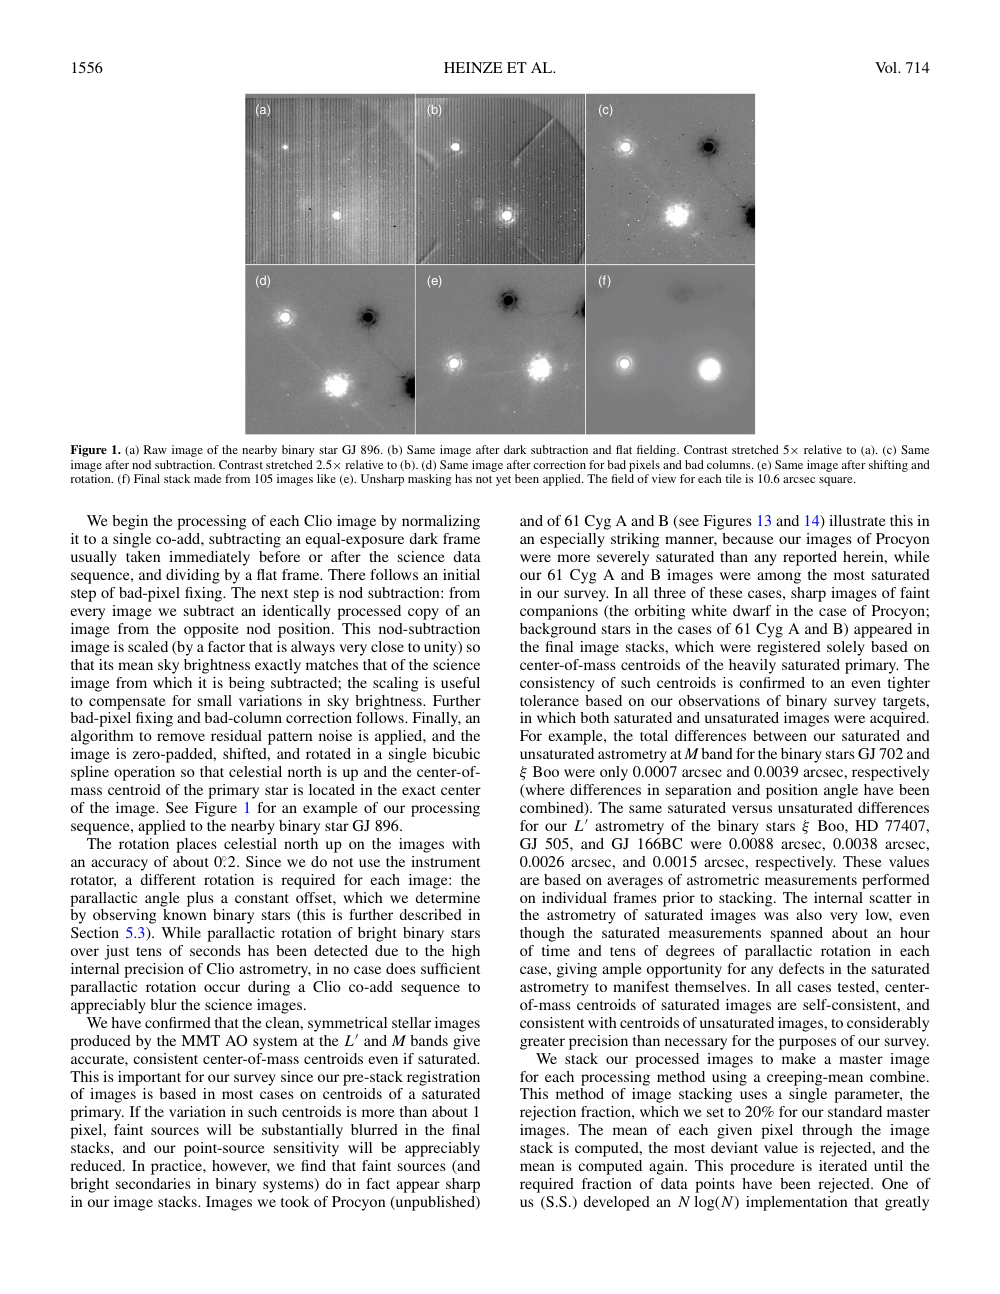 1556
HEINZE ET AL.
Vol. 714
(a)
(b)
(c)
(d)
(e)
(f)
Figure 1. (a) Raw image of the nearby binary star GJ 896. (b) Same image after dark subtraction and flat fielding. Contrast stretched 5× relative to (a). (c) Same
image after nod subtraction. Contrast stretched 2.5× relative to (b). (d) Same image after correction for bad pixels and bad columns. (e) Same image after shifting and
rotation. (f) Final stack made from 105 images like (e). Unsharp masking has not yet been applied. The field of view for each tile is 10.6 arcsec square.
We begin the processing of each Clio image by normalizing
it to a single co-add, subtracting an equal-exposure dark frame
usually taken immediately before or after the science data
sequence, and dividing by a flat frame. There follows an initial
step of bad-pixel fixing. The next step is nod subtraction: from
every image we subtract an identically processed copy of an
image from the opposite nod position. This nod-subtraction
image is scaled (by a factor that is always very close to unity) so
that its mean sky brightness exactly matches that of the science
image from which it is being subtracted; the scaling is useful
to compensate for small variations in sky brightness. Further
bad-pixel fixing and bad-column correction follows. Finally, an
algorithm to remove residual pattern noise is applied, and the
image is zero-padded, shifted, and rotated in a single bicubic
spline operation so that celestial north is up and the center-of-
mass centroid of the primary star is located in the exact center
of the image. See Figure 1 for an example of our processing
sequence, applied to the nearby binary star GJ 896.
The rotation places celestial north up on the images with
an accuracy of about 0°.2. Since we do not use the instrument
rotator, a different rotation is required for each image: the
parallactic angle plus a constant offset, which we determine
by observing known binary stars (this is further described in
Section 5.3). While parallactic rotation of bright binary stars
over just tens of seconds has been detected due to the high
internal precision of Clio astrometry, in no case does sufficient
parallactic rotation occur during a Clio co-add sequence to
appreciably blur the science images.
We have confirmed that the clean, symmetrical stellar images
produced by the MMT AO system at the L′ and M bands give
accurate, consistent center-of-mass centroids even if saturated.
This is important for our survey since our pre-stack registration
of images is based in most cases on centroids of a saturated
primary. If the variation in such centroids is more than about 1
pixel, faint sources will be substantially blurred in the final
stacks, and our point-source sensitivity will be appreciably
reduced. In practice, however, we find that faint sources (and
bright secondaries in binary systems) do in fact appear sharp
in our image stacks. Images we took of Procyon (unpublished)
and of 61 Cyg A and B (see Figures 13 and 14) illustrate this in
an especially striking manner, because our images of Procyon
were more severely saturated than any reported herein, while
our 61 Cyg A and B images were among the most saturated
in our survey. In all three of these cases, sharp images of faint
companions (the orbiting white dwarf in the case of Procyon;
background stars in the cases of 61 Cyg A and B) appeared in
the final image stacks, which were registered solely based on
center-of-mass centroids of the heavily saturated primary. The
consistency of such centroids is confirmed to an even tighter
tolerance based on our observations of binary survey targets,
in which both saturated and unsaturated images were acquired.
For example, the total differences between our saturated and
unsaturated astrometry at M band for the binary stars GJ 702 and
ξ Boo were only 0.0007 arcsec and 0.0039 arcsec, respectively
(where differences in separation and position angle have been
combined). The same saturated versus unsaturated differences
for our L′ astrometry of the binary stars ξ Boo, HD 77407,
GJ 505, and GJ 166BC were 0.0088 arcsec, 0.0038 arcsec,
0.0026 arcsec, and 0.0015 arcsec, respectively. These values
are based on averages of astrometric measurements performed
on individual frames prior to stacking. The internal scatter in
the astrometry of saturated images was also very low, even
though the saturated measurements spanned about an hour
of time and tens of degrees of parallactic rotation in each
case, giving ample opportunity for any defects in the saturated
astrometry to manifest themselves. In all cases tested, center-
of-mass centroids of saturated images are self-consistent, and
consistent with centroids of unsaturated images, to considerably
greater precision than necessary for the purposes of our survey.
We stack our processed images to make a master image
for each processing method using a creeping-mean combine.
This method of image stacking uses a single parameter, the
rejection fraction, which we set to 20% for our standard master
images. The mean of each given pixel through the image
stack is computed, the most deviant value is rejected, and the
mean is computed again. This procedure is iterated until the
required fraction of data points have been rejected. One of
us (S.S.) developed an N log(N) implementation that greatly